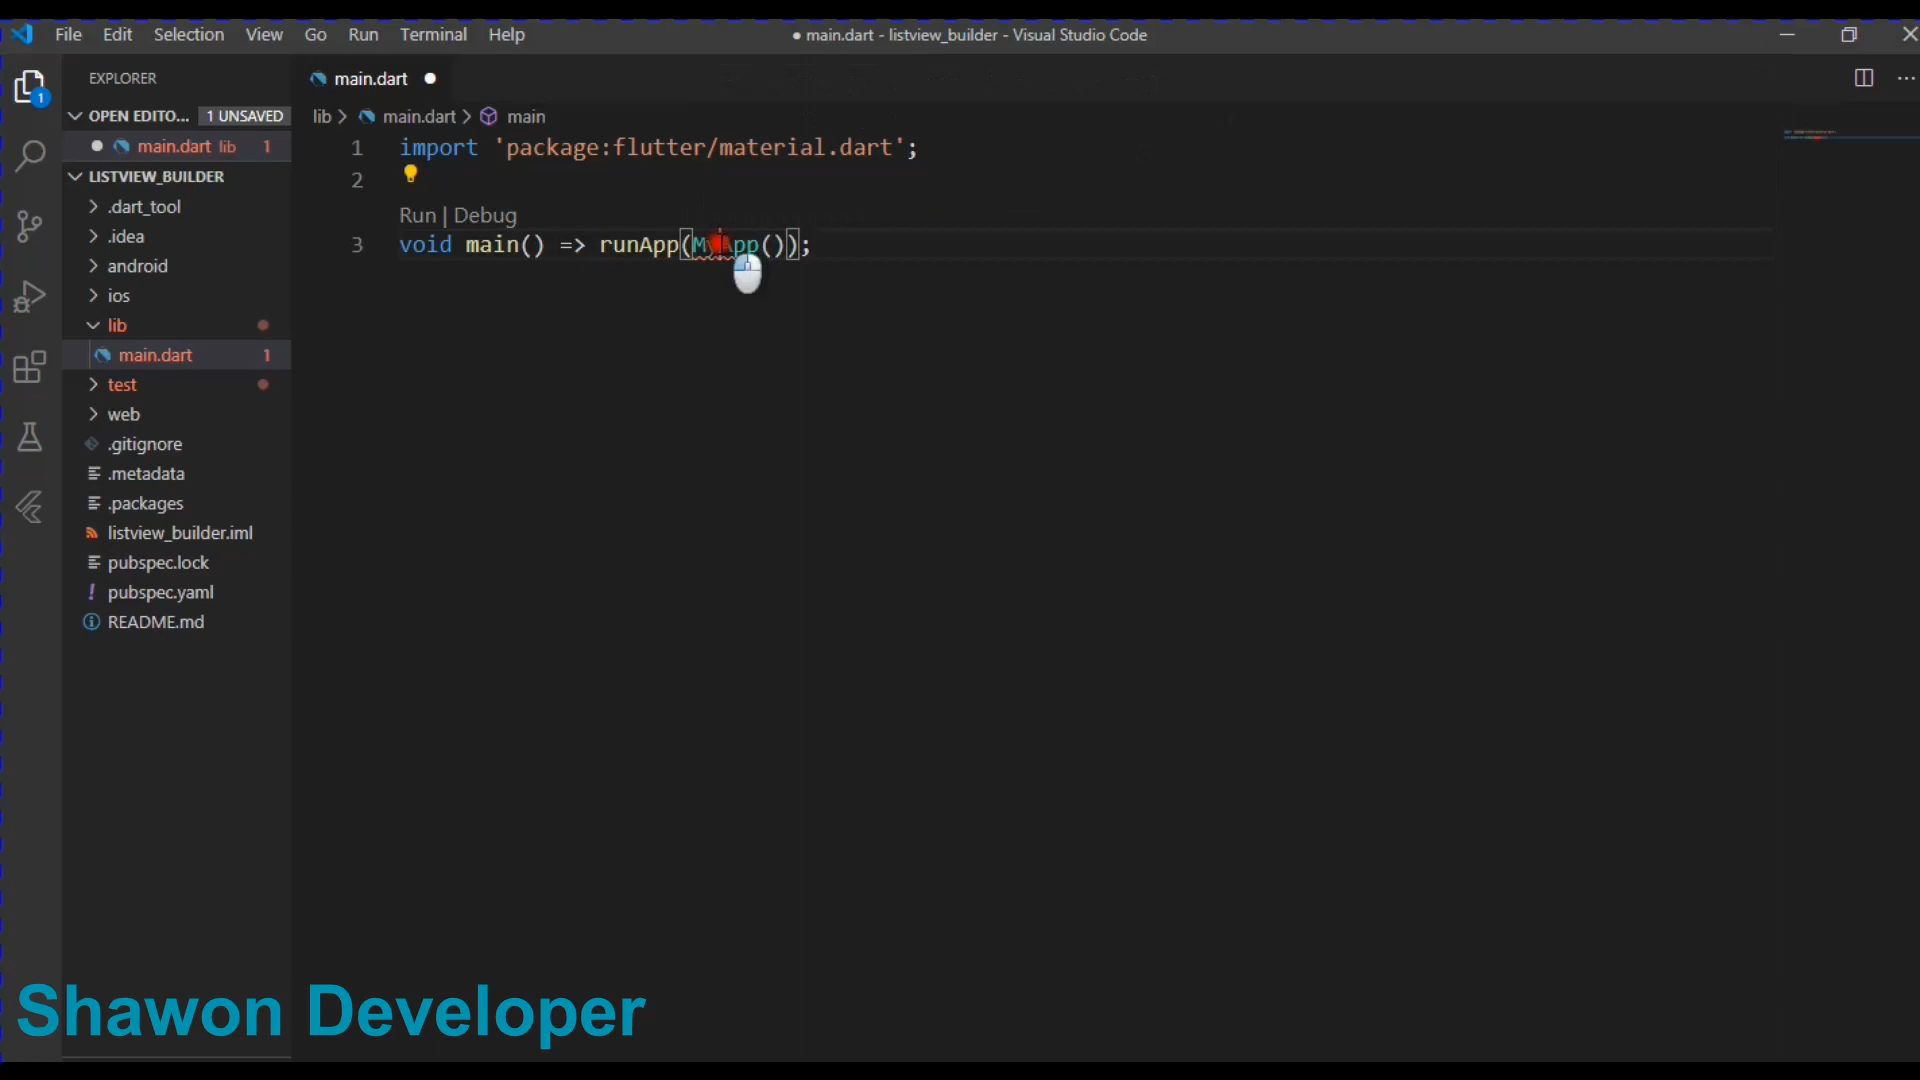 File Edit Selection View Go Run Terminal Help
● main.dart - listview_builder - Visual Studio Code
EXPLORER
main.dart ●
1
OPEN EDITO... 1 UNSAVED
lib > main.dart > main
● main.dart lib 1
1 import 'package:flutter/material.dart';
LISTVIEW_BUILDER
2
.dart_tool
Run | Debug
.idea
3 void main() => runApp(MyApp());
android
ios
lib
main.dart 1
test
web
.gitignore
.metadata
.packages
listview_builder.iml
pubspec.lock
! pubspec.yaml
README.md
Shawon Developer